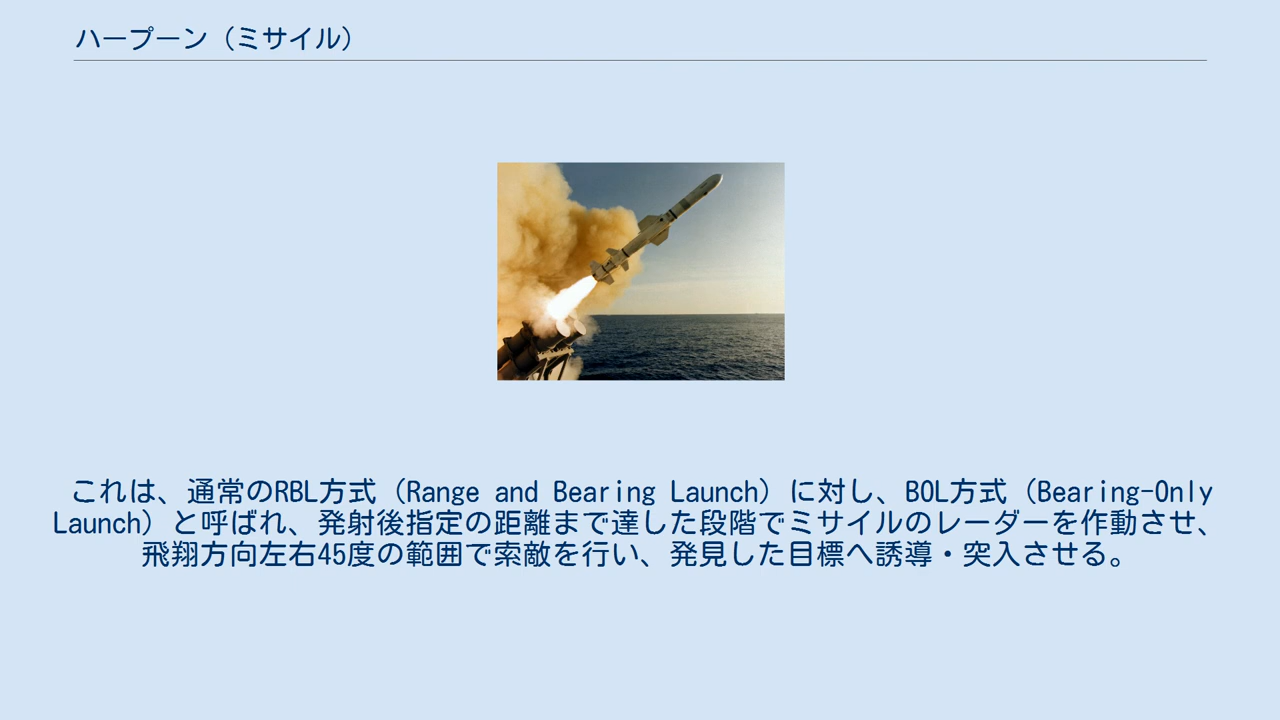 ハープーン（ミサイル）
これは、通常のRBL方式（Range and Bearing Launch）に対し、BOL方式（Bearing-Only
Launch）と呼ばれ、発射後指定の距離まで達した段階でミサイルのレーダーを作動させ、
飛翔方向左右45度の範囲で索敵を行い、発見した目標へ誘導・突入させる。